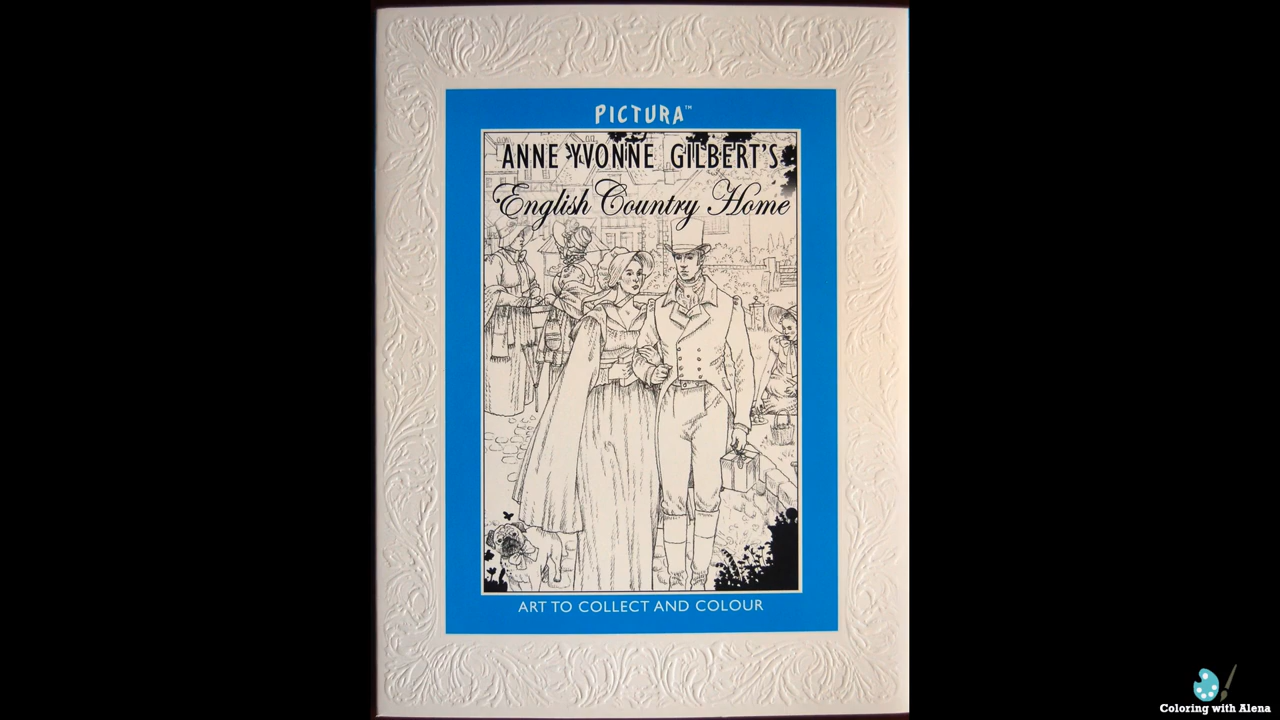 PICTURA™
ANNE YVONNE GILBERT'S
English Country Home
ART TO COLLECT AND COLOUR
Coloring with Alena